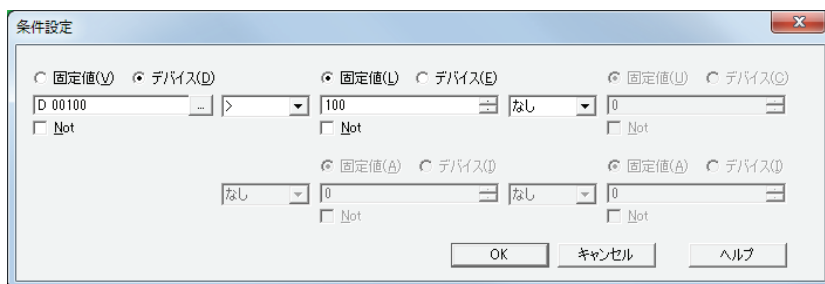 条件設定
固定値(V) デバイス(D) 固定値(L) デバイス(E) 固定値(U) デバイス(C)
D 00100 ... > 100 なし 0
Not Not Not
固定値(A) デバイス(I) 固定値(A) デバイス(I)
なし 0 なし 0
Not Not
OK キャンセル ヘルプ